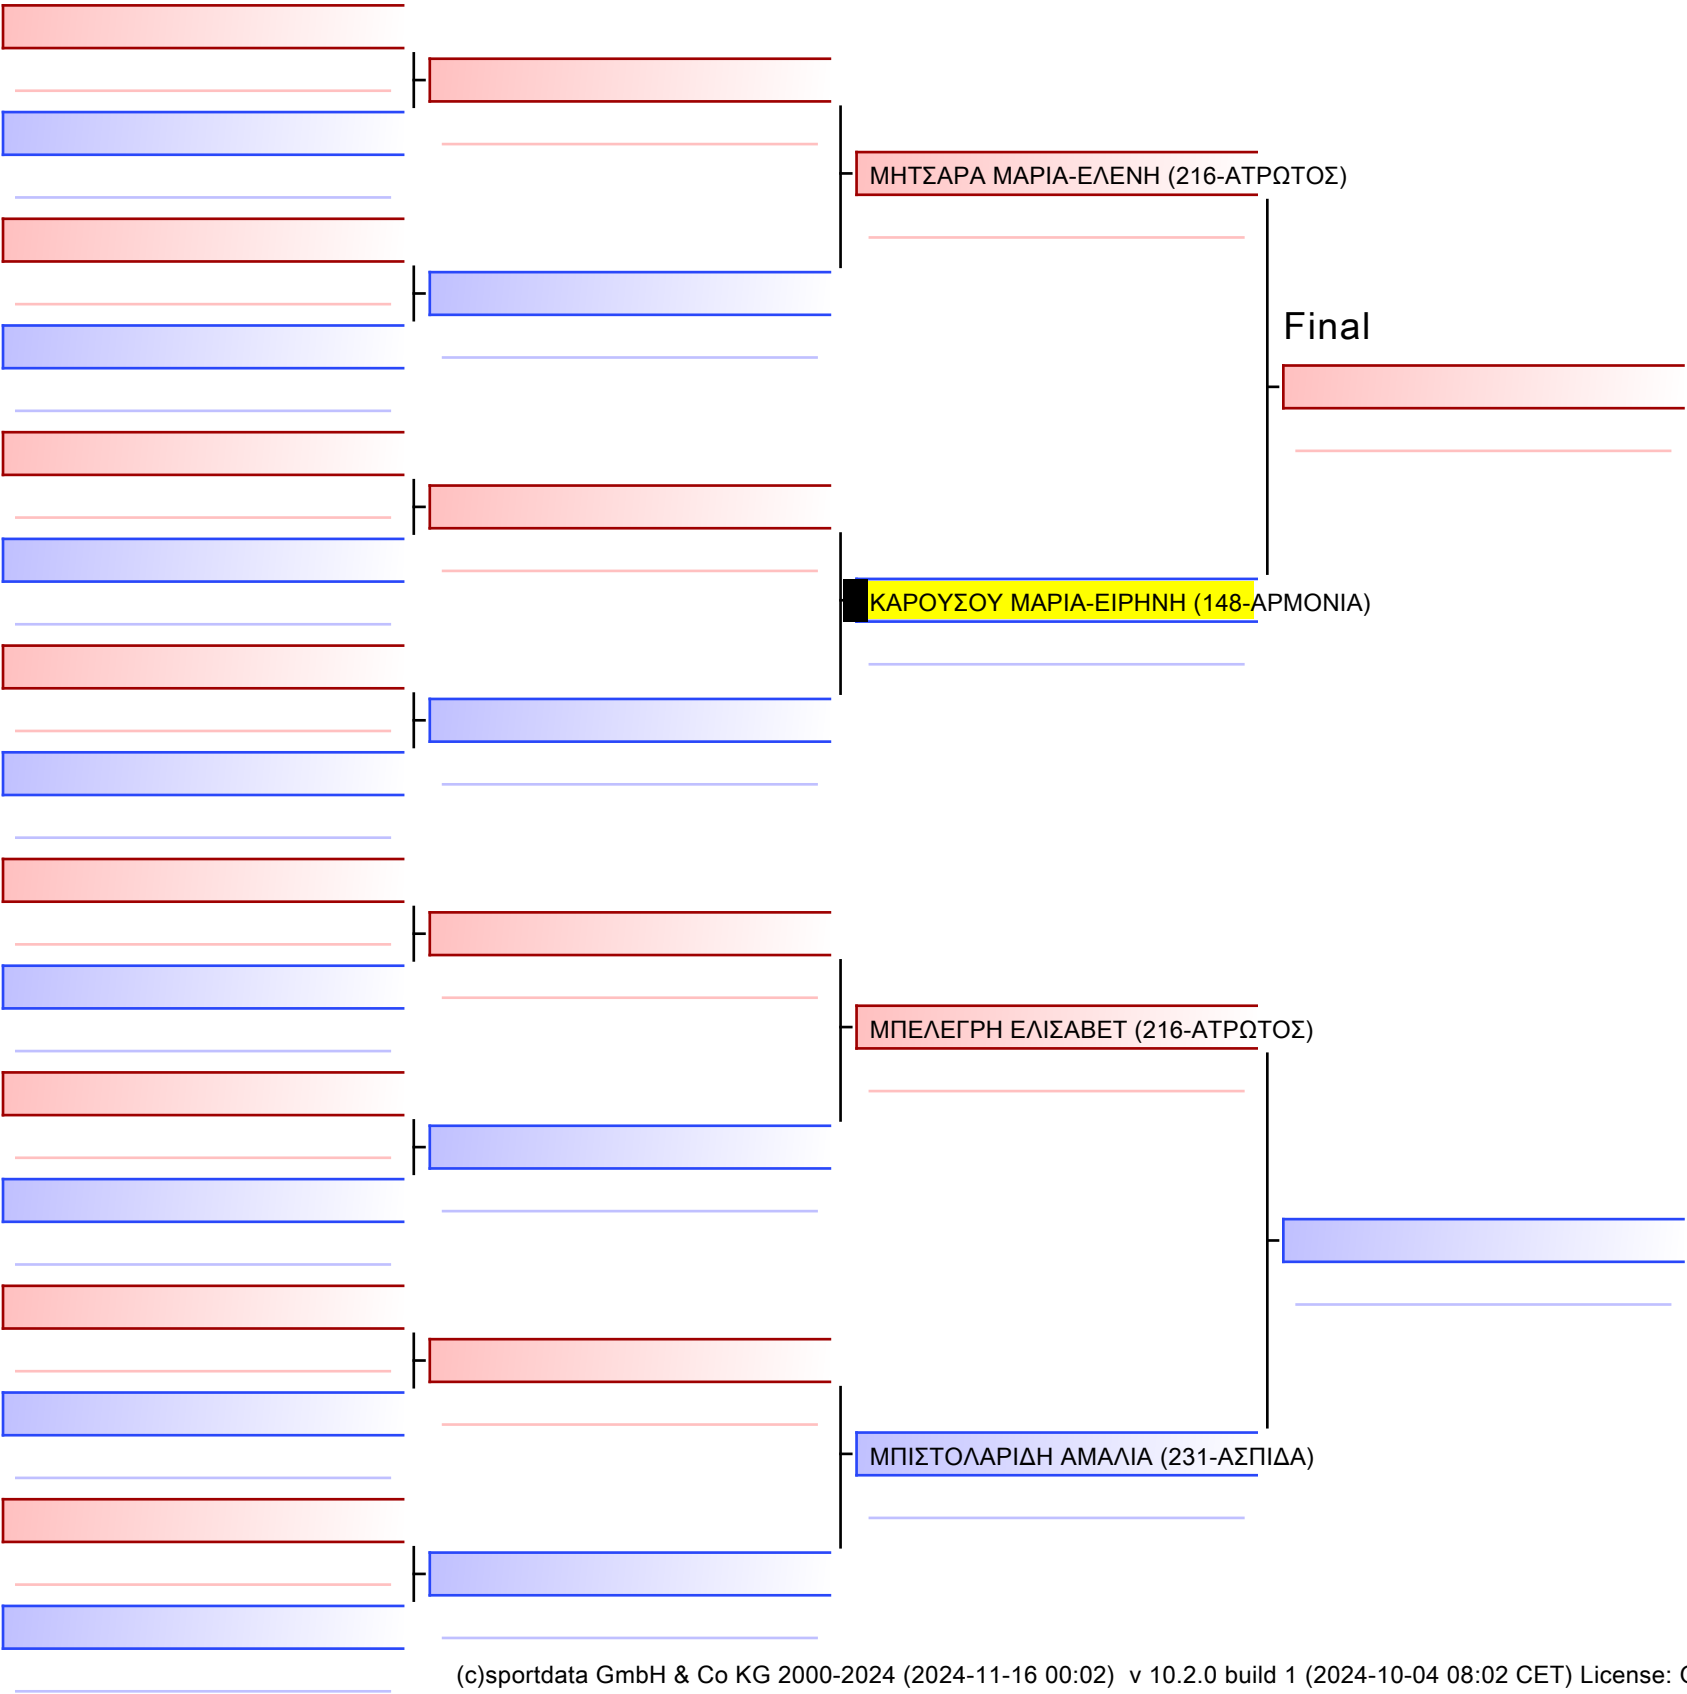 ΜΗΤΣΑΡΑ ΜΑΡΙΑ-ΕΛΕΝΗ (216-ΑΤΡΩΤΟΣ)
Final
ΚΑΡΟΥΣΟΥ ΜΑΡΙΑ-ΕΙΡΗΝΗ (148-ΑΡΜΟΝΙΑ)
ΜΠΕΛΕΓΡΗ ΕΛΙΣΑΒΕΤ (216-ΑΤΡΩΤΟΣ)
ΜΠΙΣΤΟΛΑΡΙΔΗ ΑΜΑΛΙΑ (231-ΑΣΠΙΔΑ)
(c)sportdata GmbH & Co KG 2000-2024 (2024-11-16 00:02) v 10.2.0 build 1 (2024-10-04 08:02 CET) License: